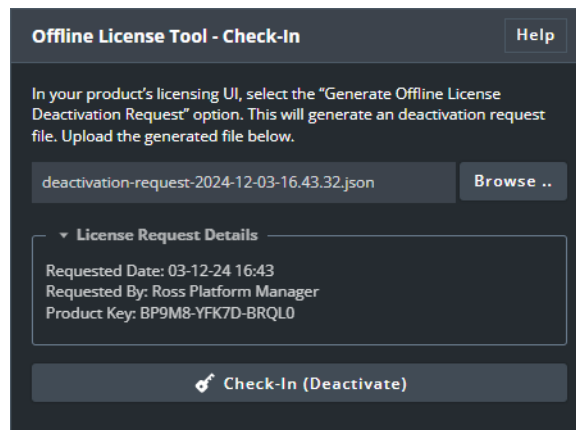 Offline License Tool - Check-In
Help
In your product's licensing UI, select the “Generate Offline License
Deactivation Request” option. This will generate an deactivation request
file. Upload the generated file below.
deactivation-request-2024-12-03-16.43.32.json
Browse ..
License Request Details
Requested Date: 03-12-24 16:43
Requested By: Ross Platform Manager
Product Key: BP9M8-YFK7D-BRQL0
Check-In (Deactivate)